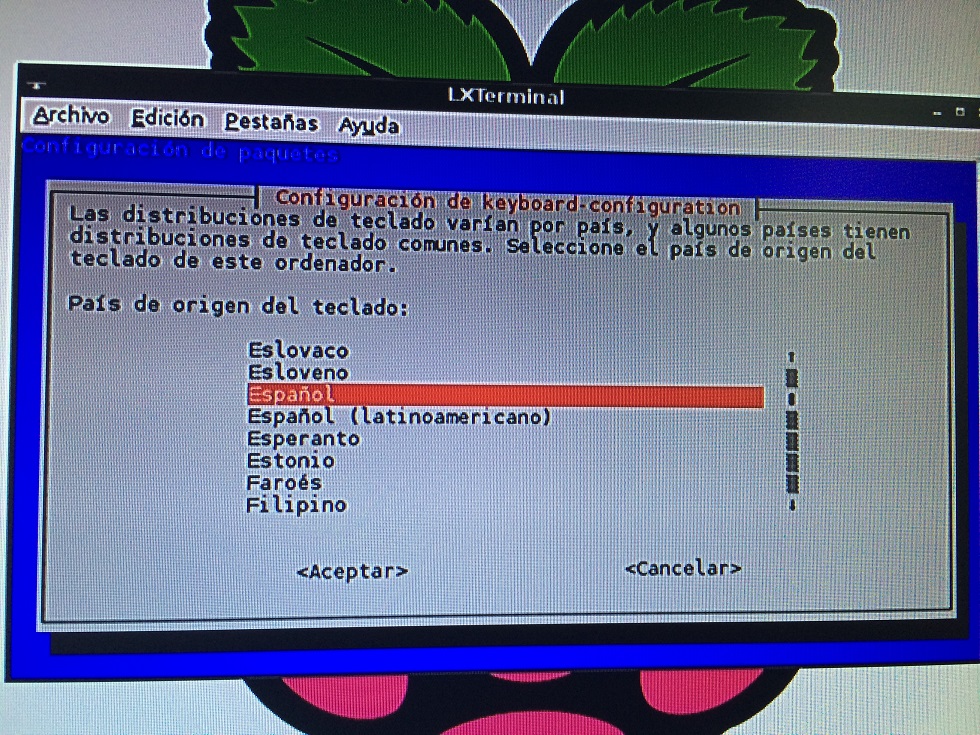 LXTerminal
Archivo Edición Pestañas Ayuda
Configuración de paquetes
Configuración de keyboard-configuration
Las distribuciones de teclado varían por país, y algunos países tienen
distribuciones de teclado comunes. Seleccione el país de origen del
teclado de este ordenador.
País de origen del teclado:
Eslovaco
Esloveno
Español
Español (latinoamericano)
Esperanto
Estonio
Faroés
Filipino
<Aceptar> <Cancelar>